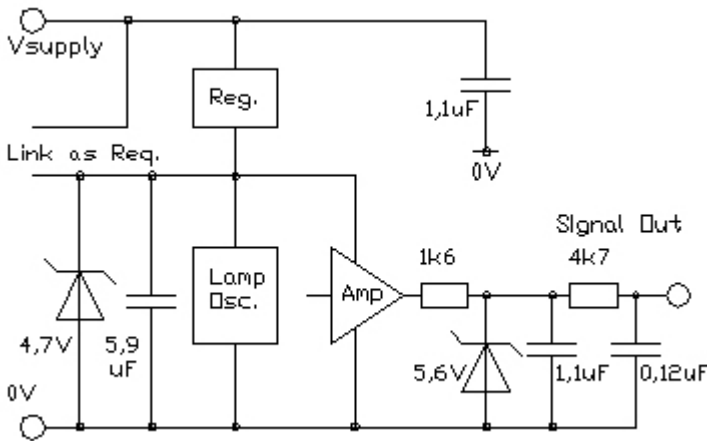 Vsupply
Reg.
1,1uF
0V
Link as Req.
Signal Out
1k6
4k7
Lamp
Osc.
Amp
4,7V
5,9
uF
5,6V
1,1uF
0,12uF
0V